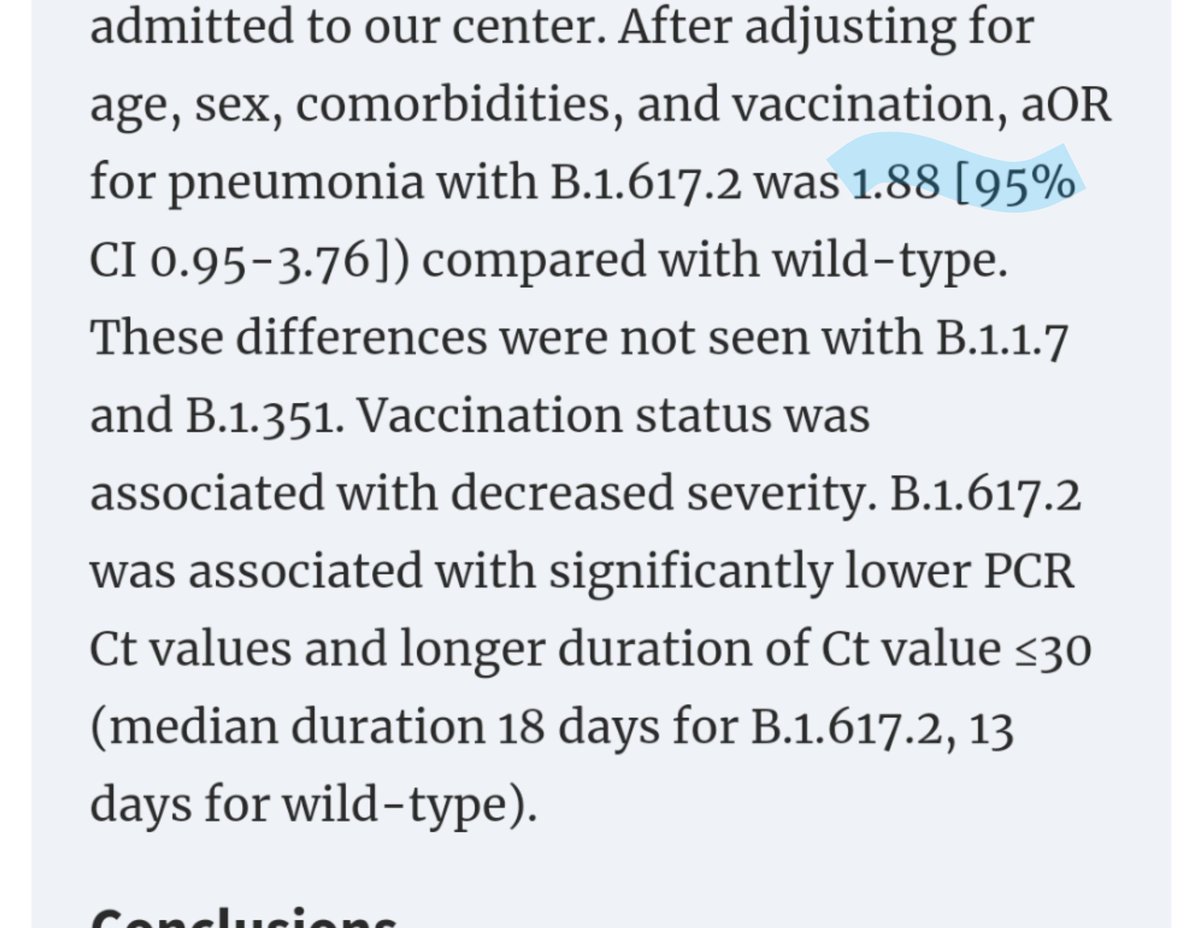 admitted to our center. After adjusting for
age, sex, comorbidities, and vaccination, aOR
for pneumonia with B.1.617.2 was 1.88 [95%
CI 0.95-3.76]) compared with wild-type.
These differences were not seen with B.1.1.7
and B.1.351. Vaccination status was
associated with decreased severity. B.1.617.2
was associated with significantly lower PCR
Ct values and longer duration of Ct value ≤30
(median duration 18 days for B.1.617.2, 13
days for wild-type).
Conclusions